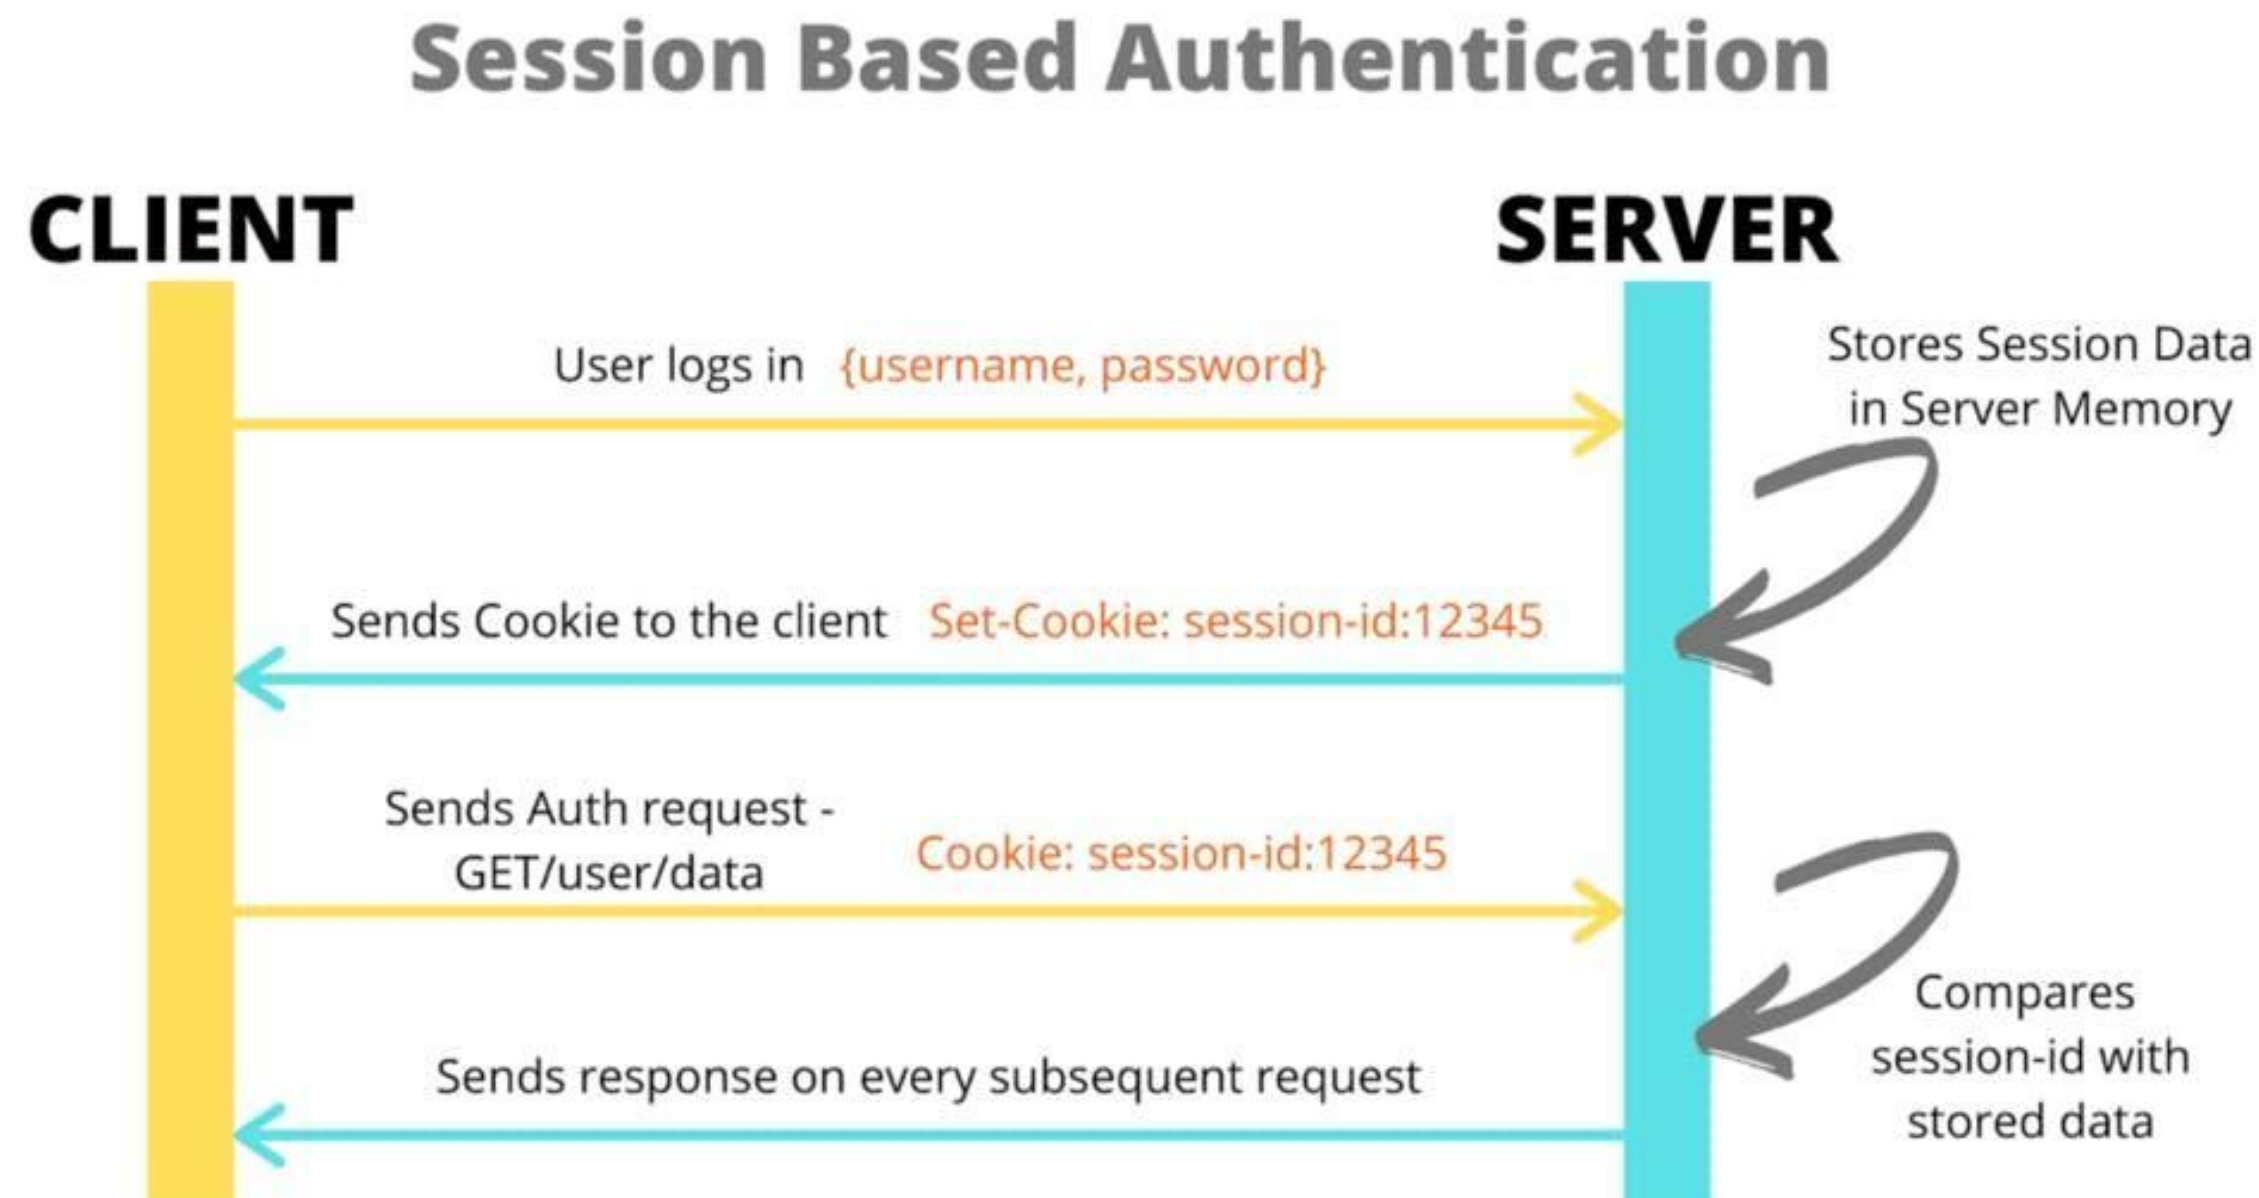 Session Based Authentication
CLIENT
SERVER
User logs in {username, password}
Stores Session Data
in Server Memory
Sends Cookie to the client Set-Cookie: session-id:12345
Sends Auth request -
GET/user/data
Cookie: session-id:12345
Compares
session-id with
stored data
Sends response on every subsequent request